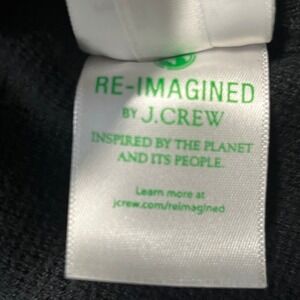 RE-IMAGINED
BY J.CREW
INSPIRED BY THE PLANET
AND ITS PEOPLE.
Learn more at
jcrew.com/reimagined